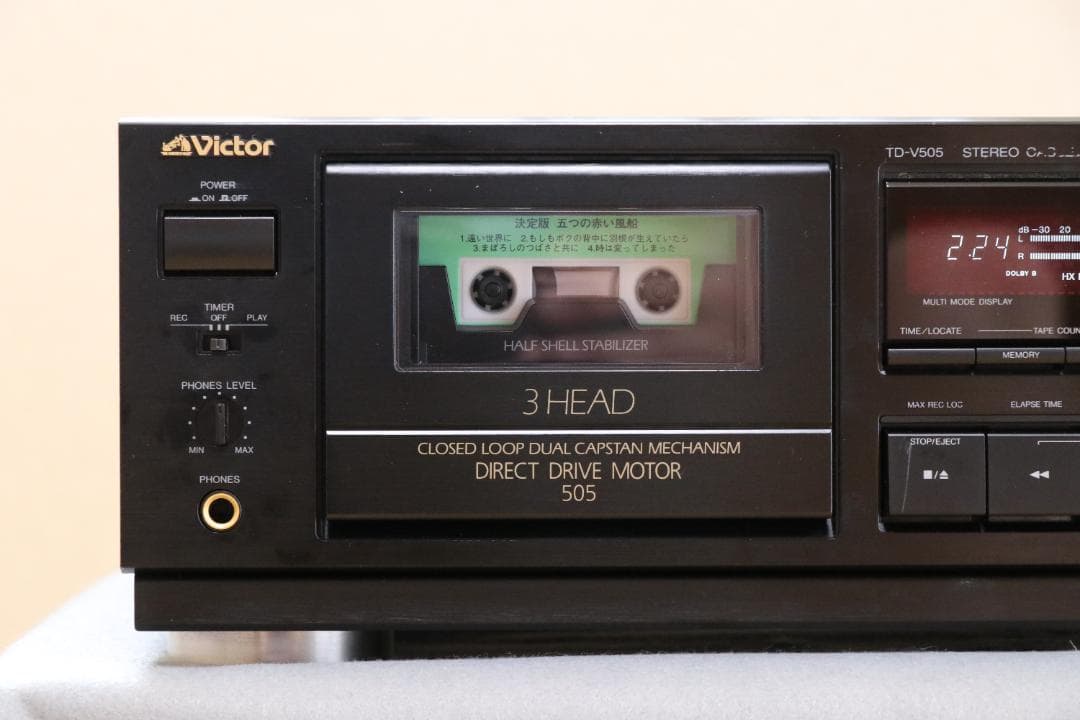 Victor
POWER
ON OFF
TIMER
REC OFF PLAY
PHONES LEVEL
MIN MAX
PHONES
決定版 五つの赤い風船
1.遠い世界に 2.もしもボクの背中に羽根が生えていたら
3.まぼろしのつばさと共に 4.時は変ってしまった
HALF SHELL STABILIZER
3 HEAD
CLOSED LOOP DUAL CAPSTAN MECHANISM
DIRECT DRIVE MOTOR
505
TD-V505 STEREO
dB -30 20
L
2:24
R
DOLBY B HX
MULTI MODE DISPLAY
TIME/LOCATE TAPE COUN
MEMORY
MAX REC LOC ELAPSE TIME
STOP/EJECT
■/⏏ ◀◀